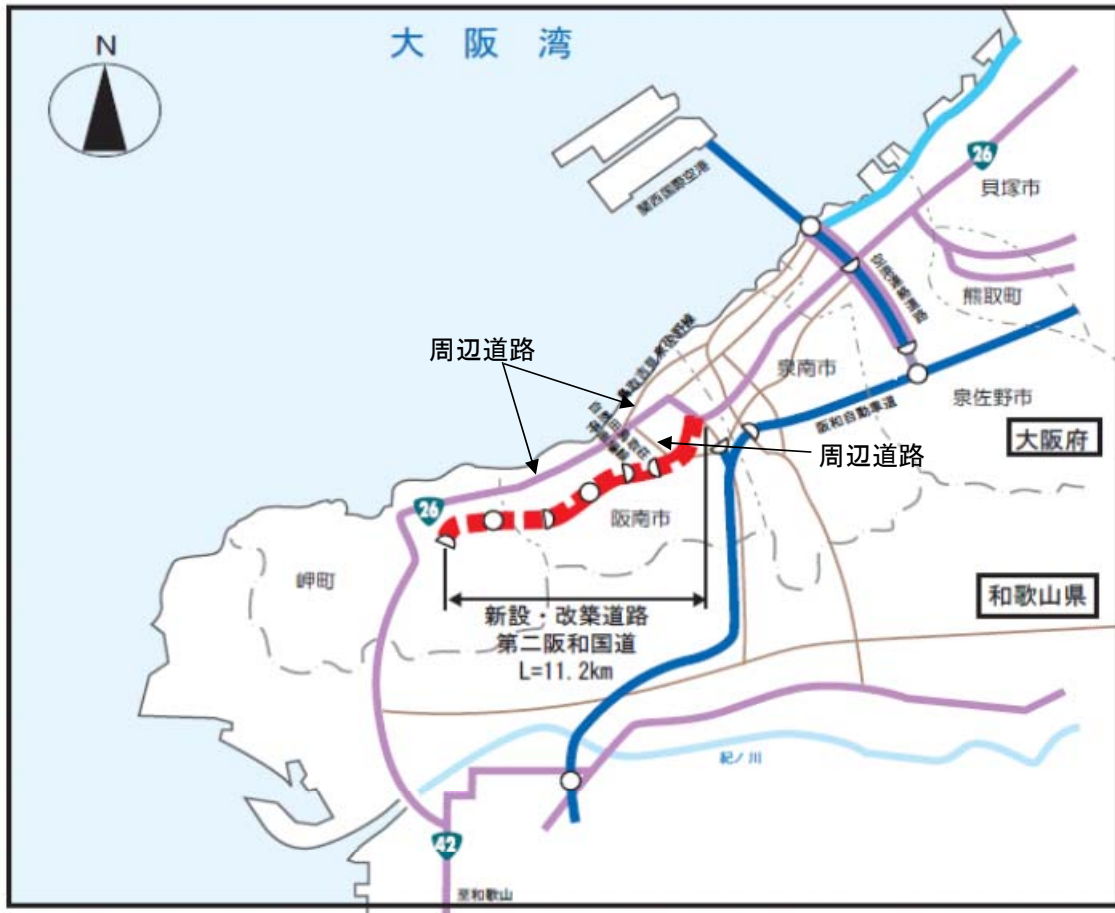 大阪湾
N
26
貝塚市
関西国際空港
熊取町
周辺道路
泉南市
泉佐野市
阪和自動車道
大阪府
周辺道路
26
阪南市
岬町
和歌山県
新設・改築道路
第二阪和国道
L=11.2km
紀ノ川
42
至和歌山